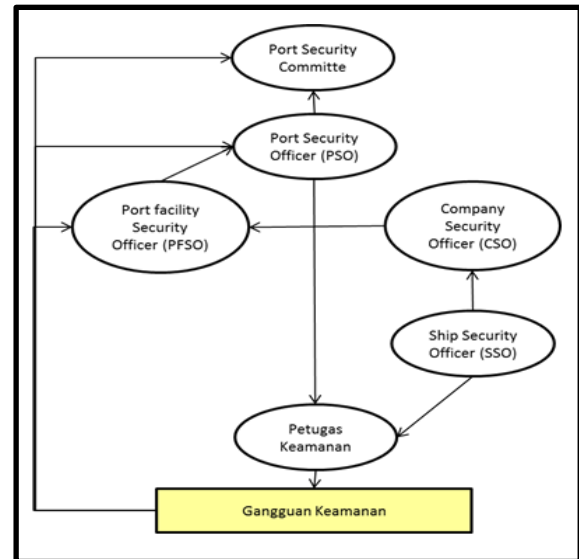 Port Security
Committe
Port Security
Officer (PSO)
Port facility
Security
Officer (PFSO)
Company
Security
Officer (CSO)
Ship Security
Officer (SSO)
Petugas
Keamanan
Gangguan Keamanan